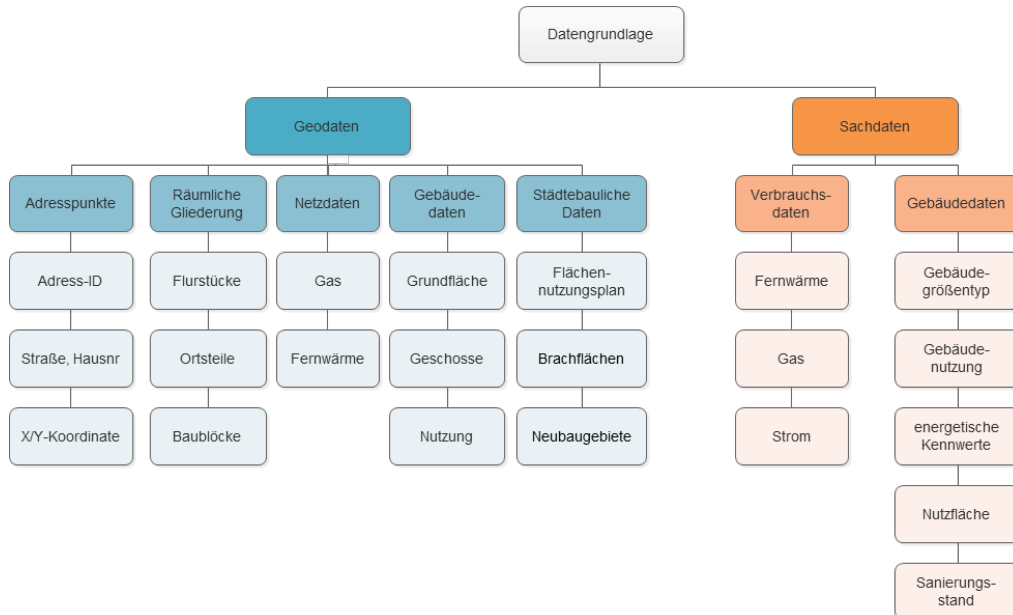 Datengrundlage
Geodaten
Sachdaten
Adresspunkte
Räumliche
Gliederung
Netzdaten
Gebäude-
daten
Städtebauliche
Daten
Verbrauchs-
daten
Gebäudedaten
Adress-ID
Flurstücke
Gas
Grundfläche
Flächen-
nutzungsplan
Fernwärme
Gebäude-
größentyp
Straße, Hausnr
Ortsteile
Fernwärme
Geschosse
Brachflächen
Gas
Gebäude-
nutzung
X/Y-Koordinate
Baublöcke
Nutzung
Neubaugebiete
Strom
energetische
Kennwerte
Nutzfläche
Sanierungs-
stand